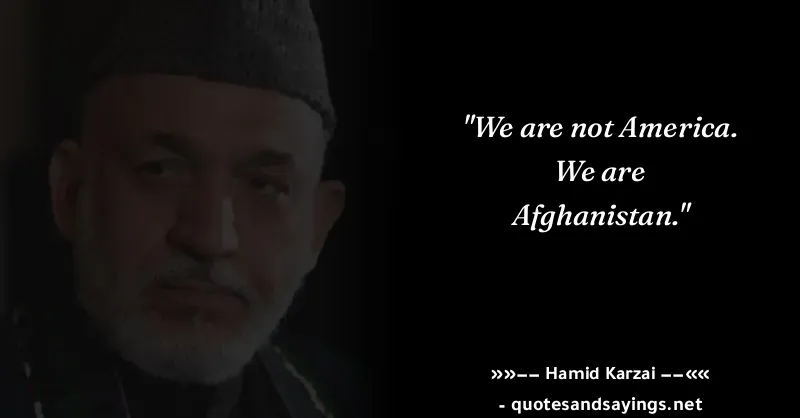 "We are not America.
We are
Afghanistan."
»»−− Hamid Karzai −−««
- quotesandsayings.net